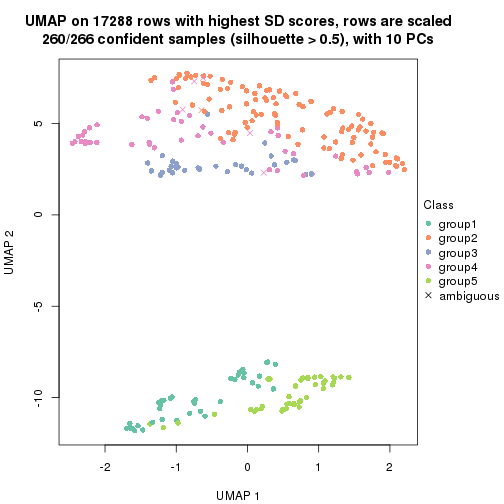 UMAP on 17288 rows with highest SD scores, rows are scaled
260/266 confident samples (silhouette > 0.5), with 10 PCs
5
0
-5
-10
UMAP 2
-2
-1
0
1
2
UMAP 1
Class
group1
group2
group3
group4
group5
ambiguous